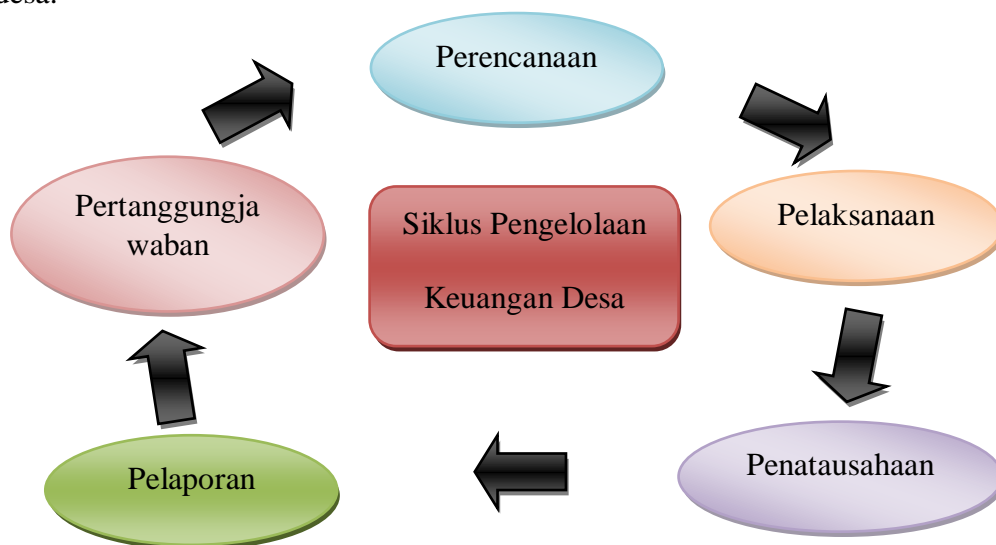 desa.
Perencanaan
Pertanggungja
waban
Siklus Pengelolaan
Keuangan Desa
Pelaksanaan
Pelaporan
Penatausahaan